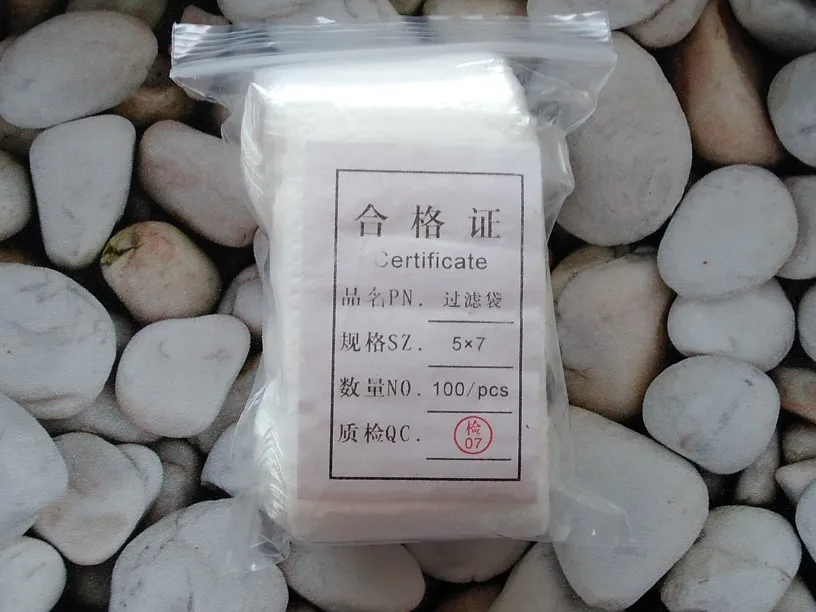 合格证
Certificate
品名PN. 过滤袋
规格SZ. 5×7
数量NO. 100/pcs
质检QC. 检
07